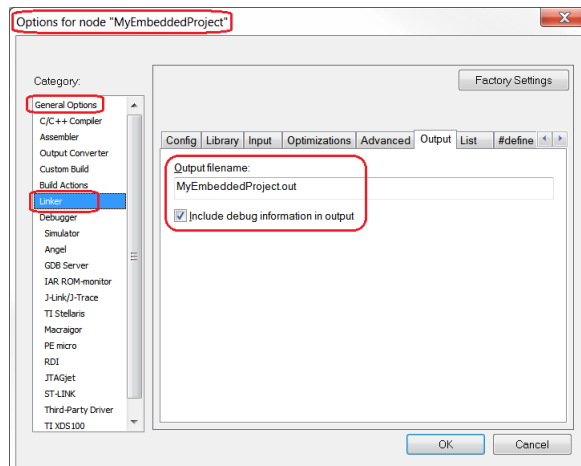 Options for node "MyEmbeddedProject"
Category:
Factory Settings
General Options
C/C++ Compiler
Assembler
Output Converter
Custom Build
Build Actions
Linker
Debugger
Simulator
Angel
GDB Server
IAR ROM-monitor
J-Link/J-Trace
TI Stellaris
Macraigor
PE micro
RDI
JTAGjet
ST-LINK
Third-Party Driver
TI XDS100
Config Library Input Optimizations Advanced Output List #define
Output filename:
MyEmbeddedProject.out
Include debug information in output
OK Cancel